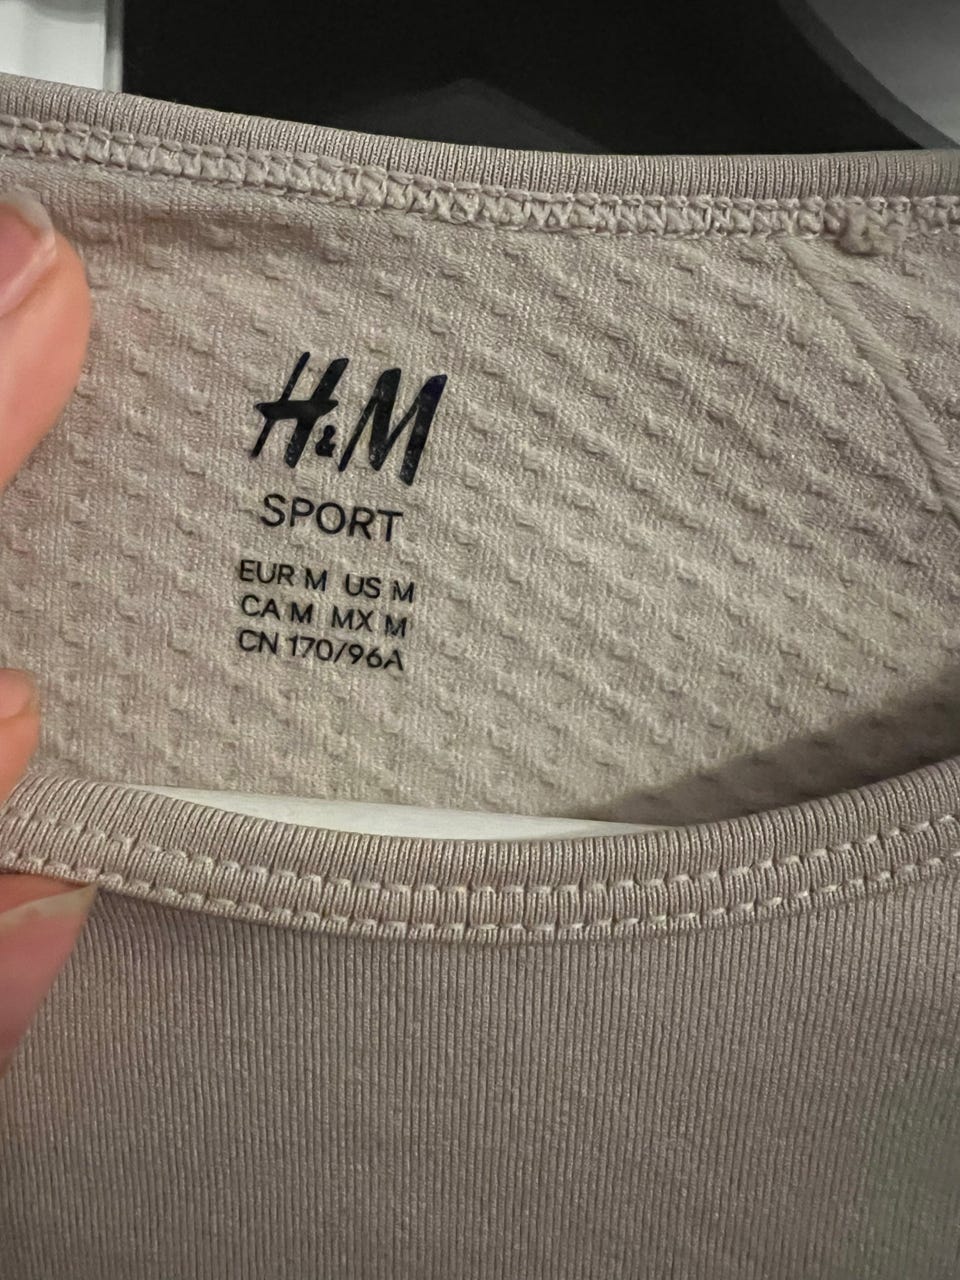 H&M
SPORT
EUR M US M
CA M MX M
CN 170/96A